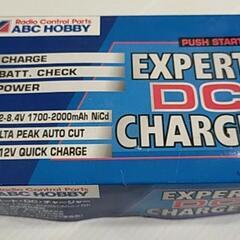 Radio Control Parts
ABC HOBBY
PUSH START
CHARGE
BATT. CHECK
POWER
EXPERT
DC
CHARGE
2-8.4V 1700-2000mAh NiCd
LTA PEAK AUTO CUT
12V QUICK CHARGE
Radio Control Parts
ABC HOBBY